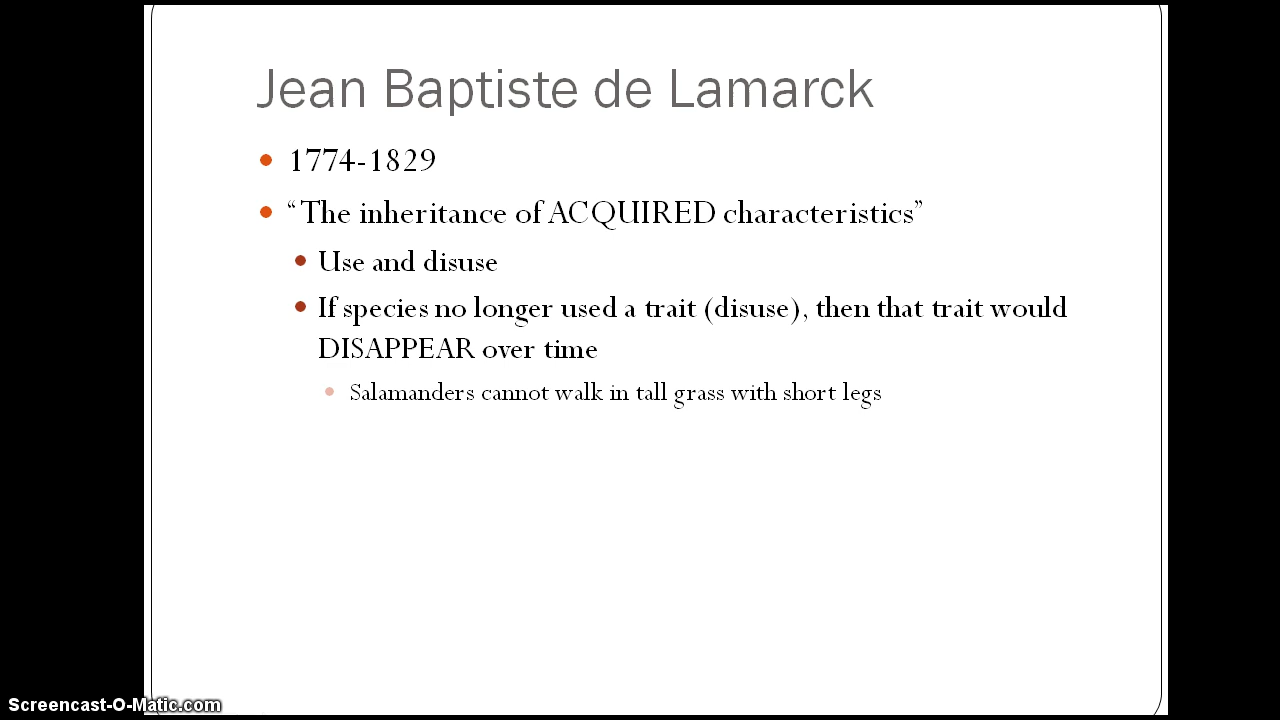 Jean Baptiste de Lamarck
1774-1829
“The inheritance of ACQUIRED characteristics”
Use and disuse
If species no longer used a trait (disuse), then that trait would
DISAPPEAR over time
Salamanders cannot walk in tall grass with short legs
Screencast-O-Matic.com